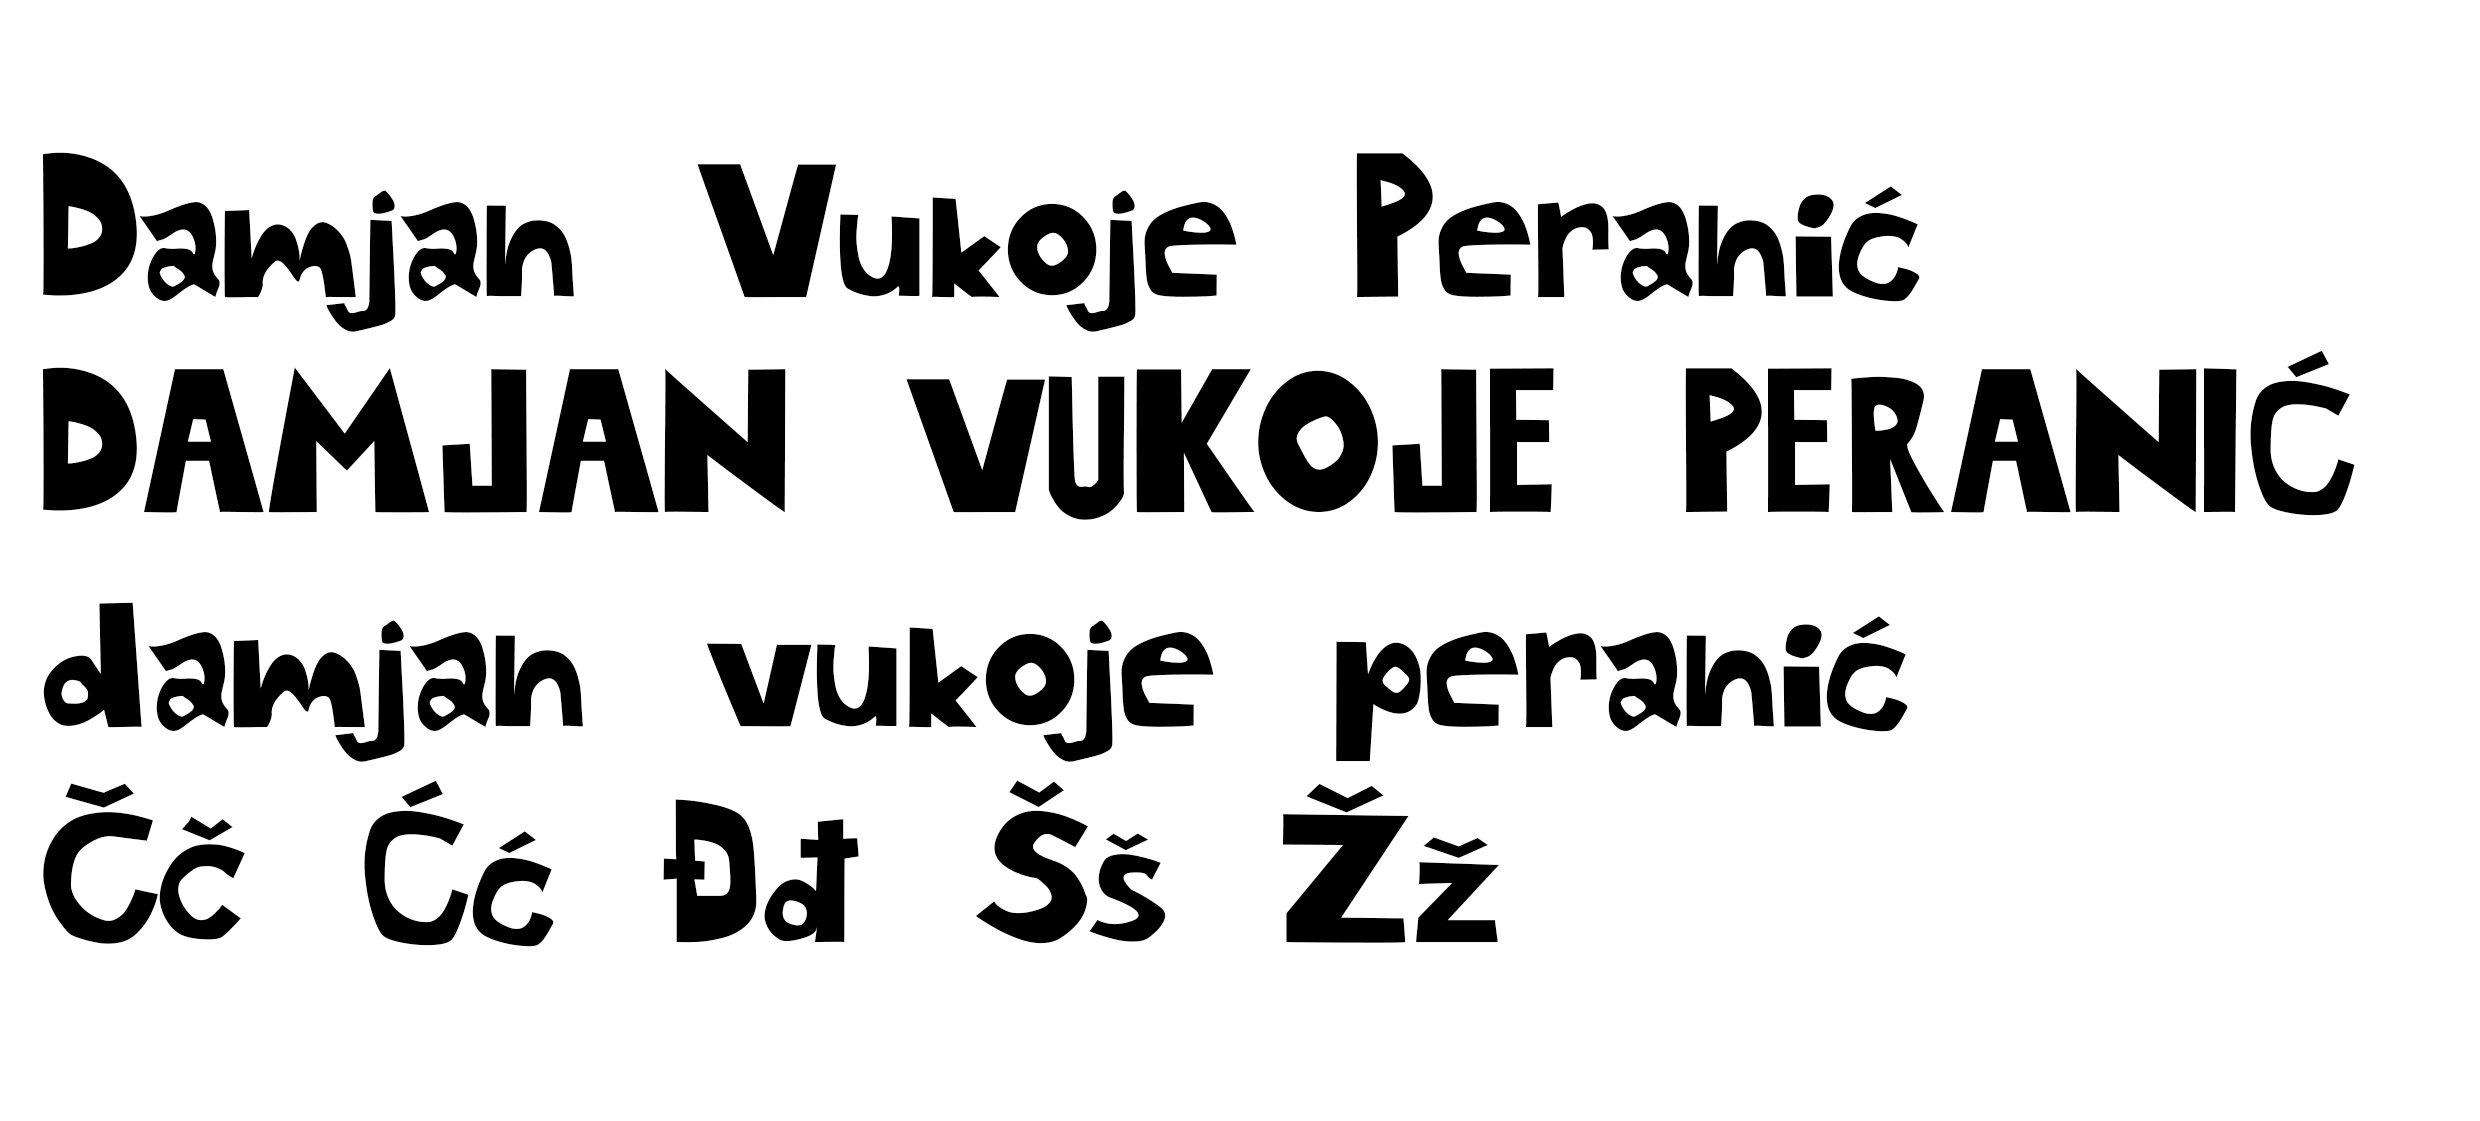 Damjan Vukoje Peranić
DAMJAN VUKOJE PERANIĆ
damjan vukoje peranić
Čč Ćć Đđ Šš Žž